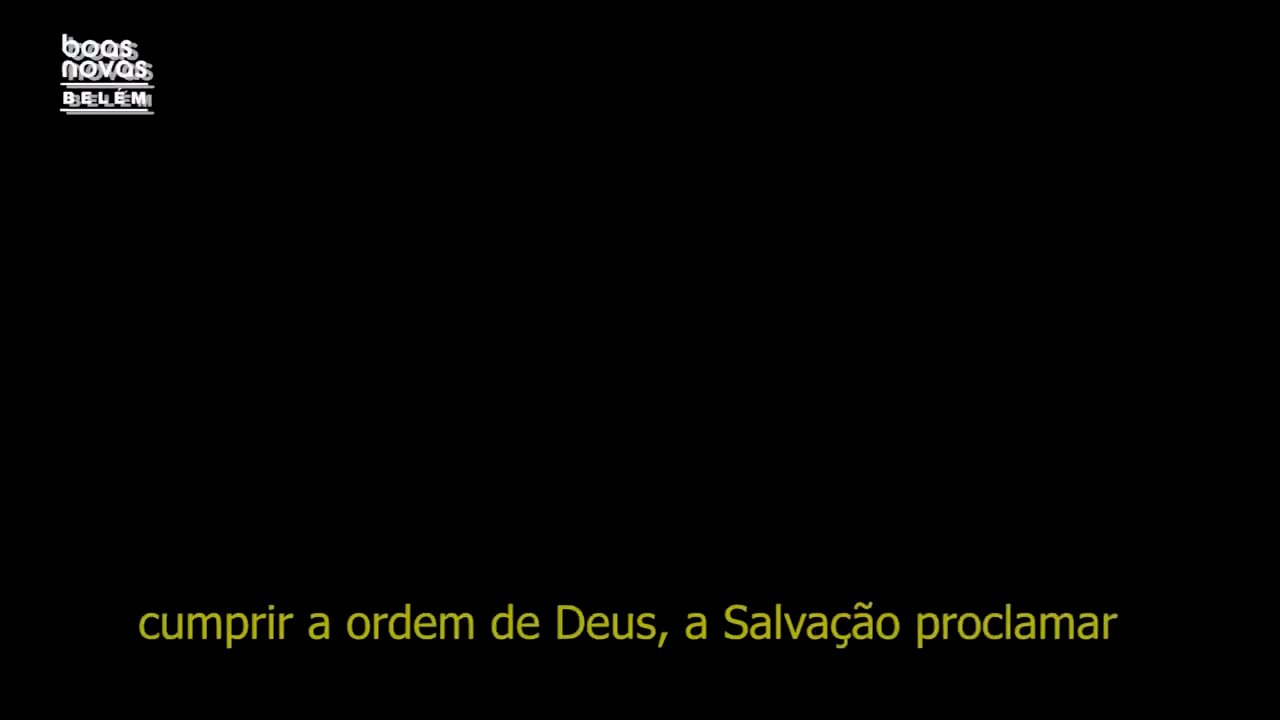 boas
novas
BELÉM
cumprir a ordem de Deus, a Salvação proclamar